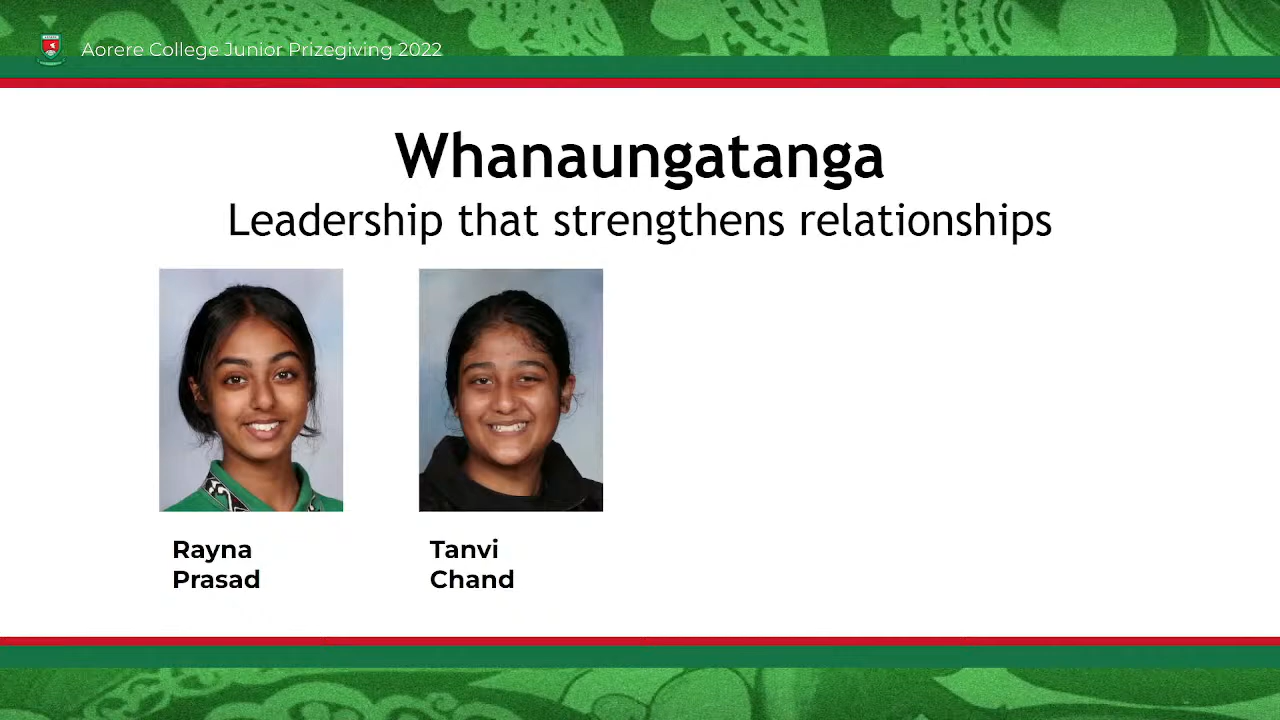 Aorere College Junior Prizegiving 2022
Whanaungatanga
Leadership that strengthens relationships
Rayna
Prasad
Tanvi
Chand